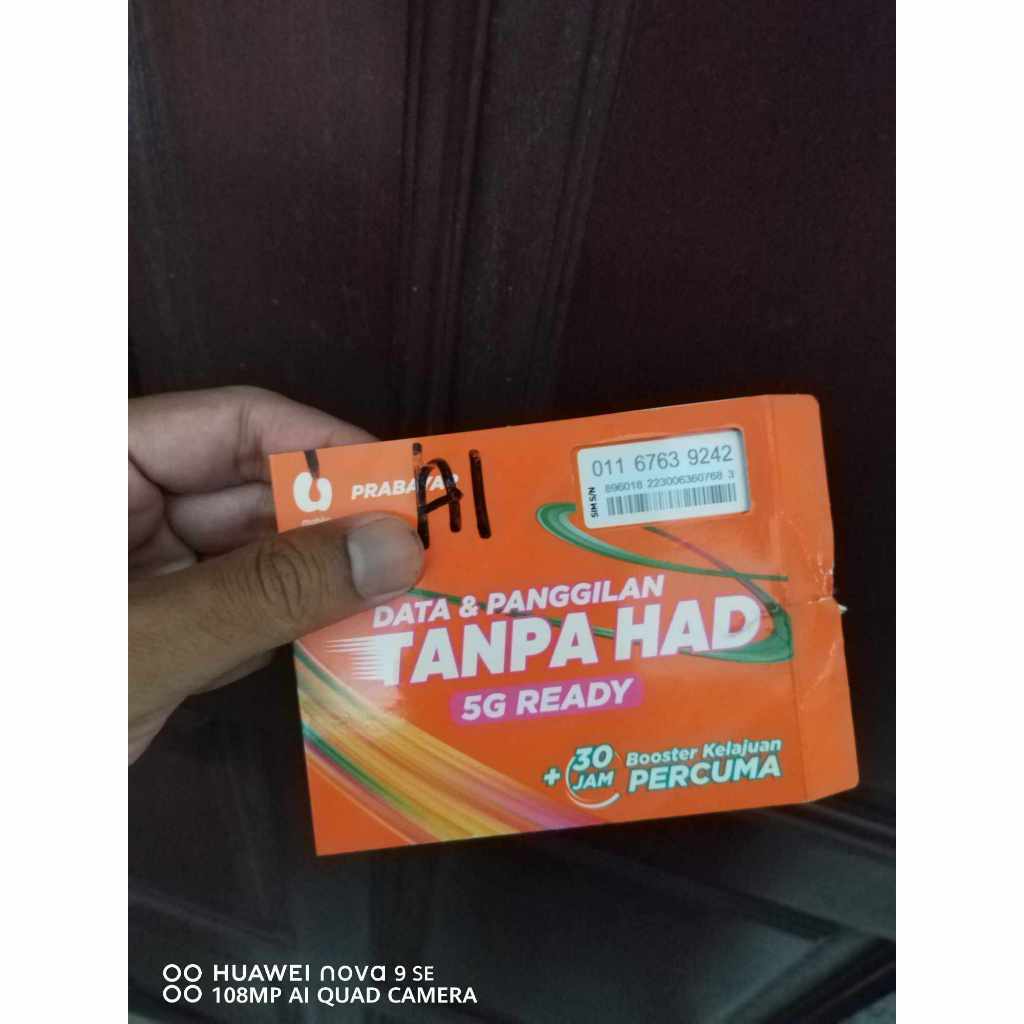 PRABAYAR
A1
011 6763 9242
896018 223006360768 3
SIM S/N
DATA & PANGGILAN
TANPA HAD
5G READY
+ 30 JAM Booster Kelajuan
PERCUMA
HUAWEI nova 9 SE
108MP AI QUAD CAMERA